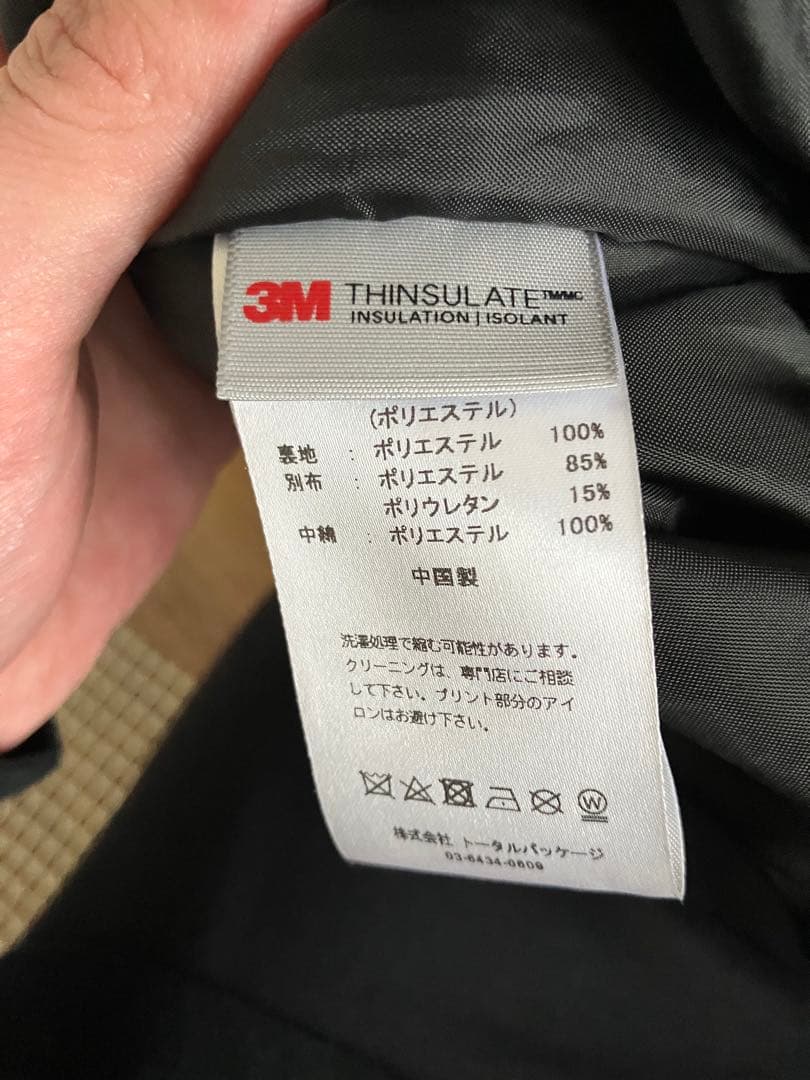 3M THINSULATE™/MC
INSULATION | ISOLANT
(ポリエステル)
裏地 : ポリエステル 100%
別布 : ポリエステル 85%
ポリウレタン 15%
中綿 : ポリエステル 100%
中国製
洗濯処理で縮む可能性があります。
クリーニングは、専門店にご相談
して下さい。プリント部分のアイ
ロンはお避け下さい。
W
株式会社 トータルパッケージ
03-6434-0609